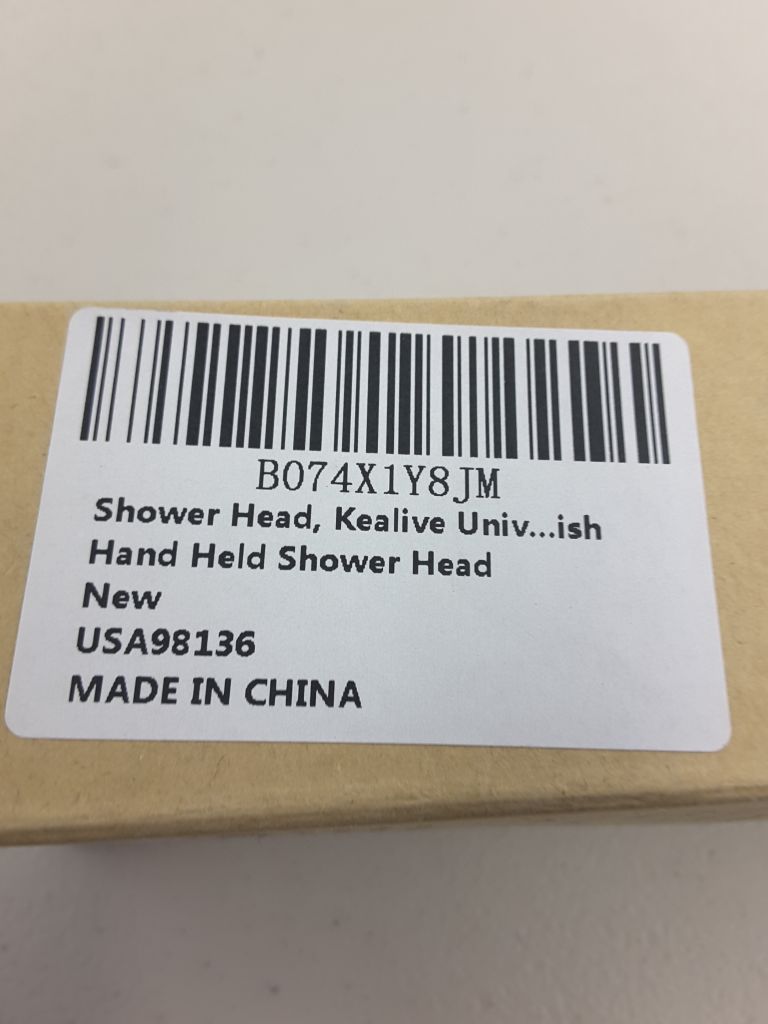 B074X1Y8JM
Shower Head, Kealive Univ...ish
Hand Held Shower Head
New
USA98136
MADE IN CHINA